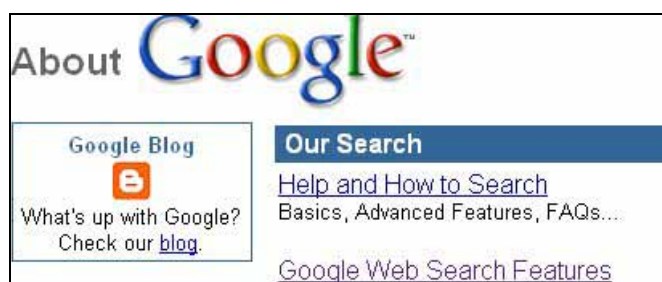 About Google™
Google Blog
What's up with Google?
Check our blog.
Our Search
Help and How to Search
Basics, Advanced Features, FAQs...
Google Web Search Features